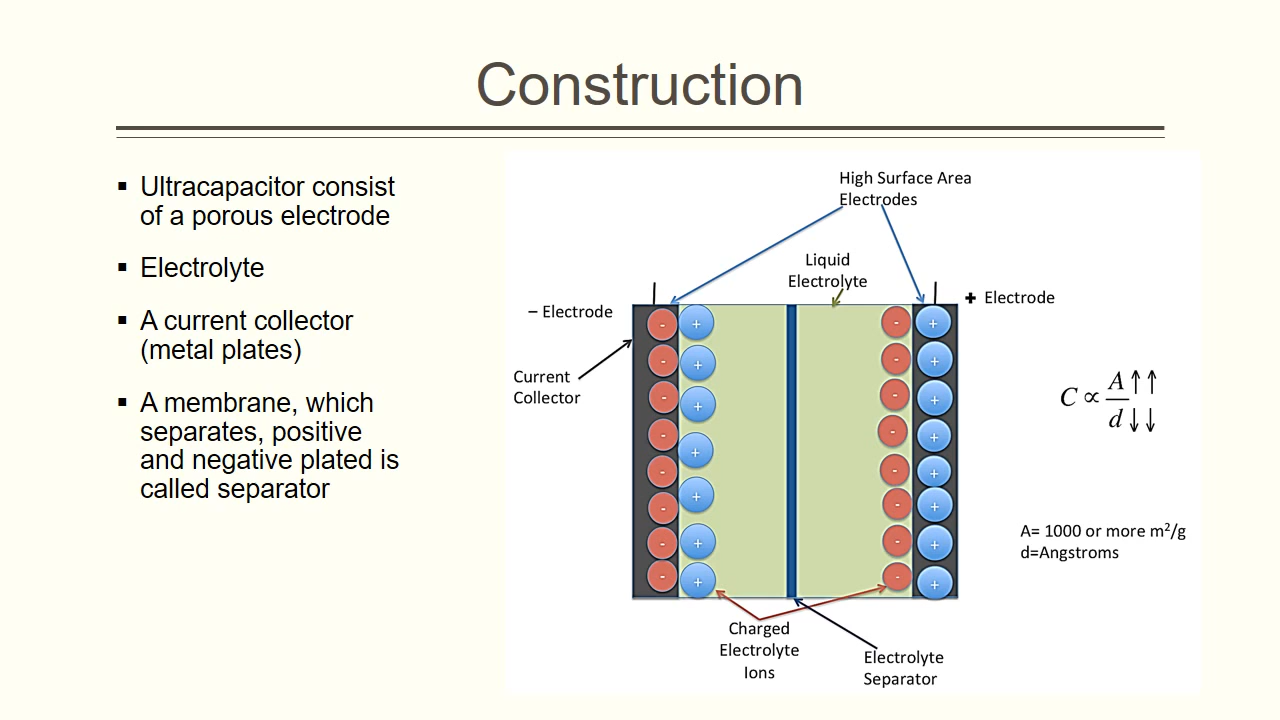 Construction
▪ Ultracapacitor consist
of a porous electrode
▪ Electrolyte
▪ A current collector
(metal plates)
▪ A membrane, which
separates, positive
and negative plated is
called separator
High Surface Area
Electrodes
Liquid
Electrolyte
– Electrode
+ Electrode
Current
Collector
- + - +
- + - +
- + - +
- + - +
- + - +
- + - +
- + - +
- + - +
C ∝ A↑↑
d↓↓
A= 1000 or more m²/g
d=Angstroms
Charged
Electrolyte
Ions
Electrolyte
Separator